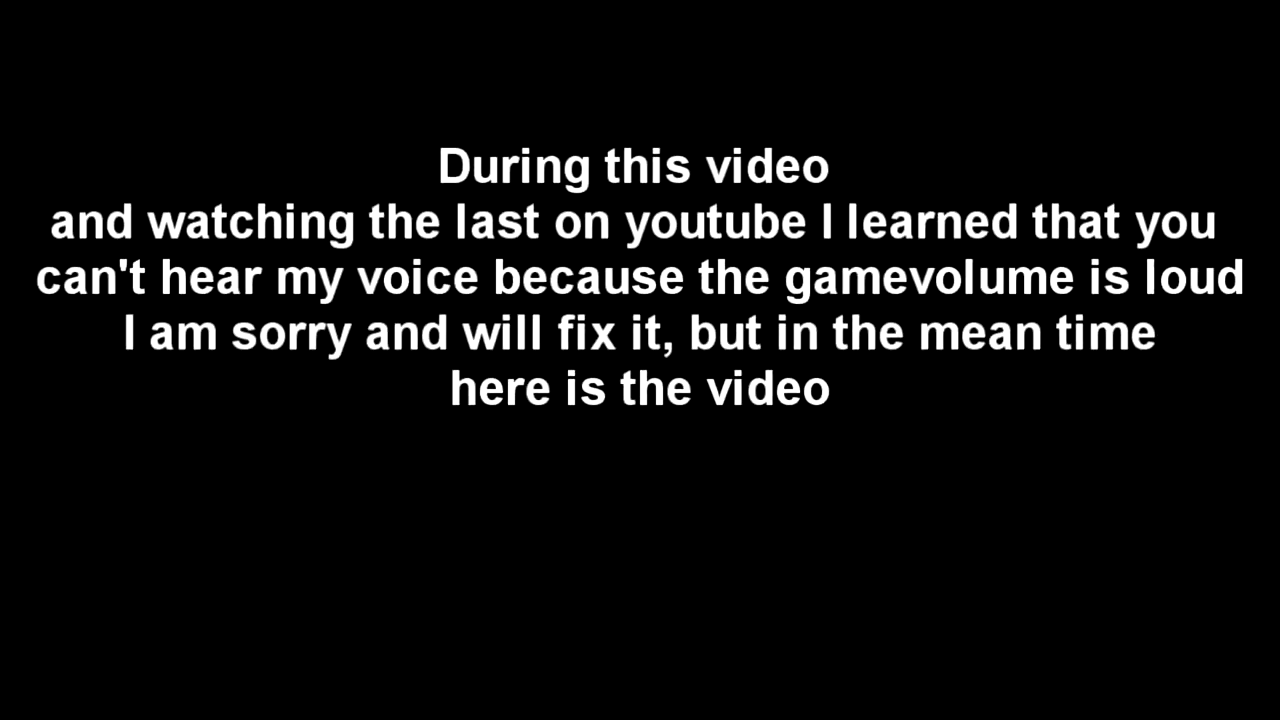 During this video
and watching the last on youtube I learned that you
can't hear my voice because the gamevolume is loud
I am sorry and will fix it, but in the mean time
here is the video